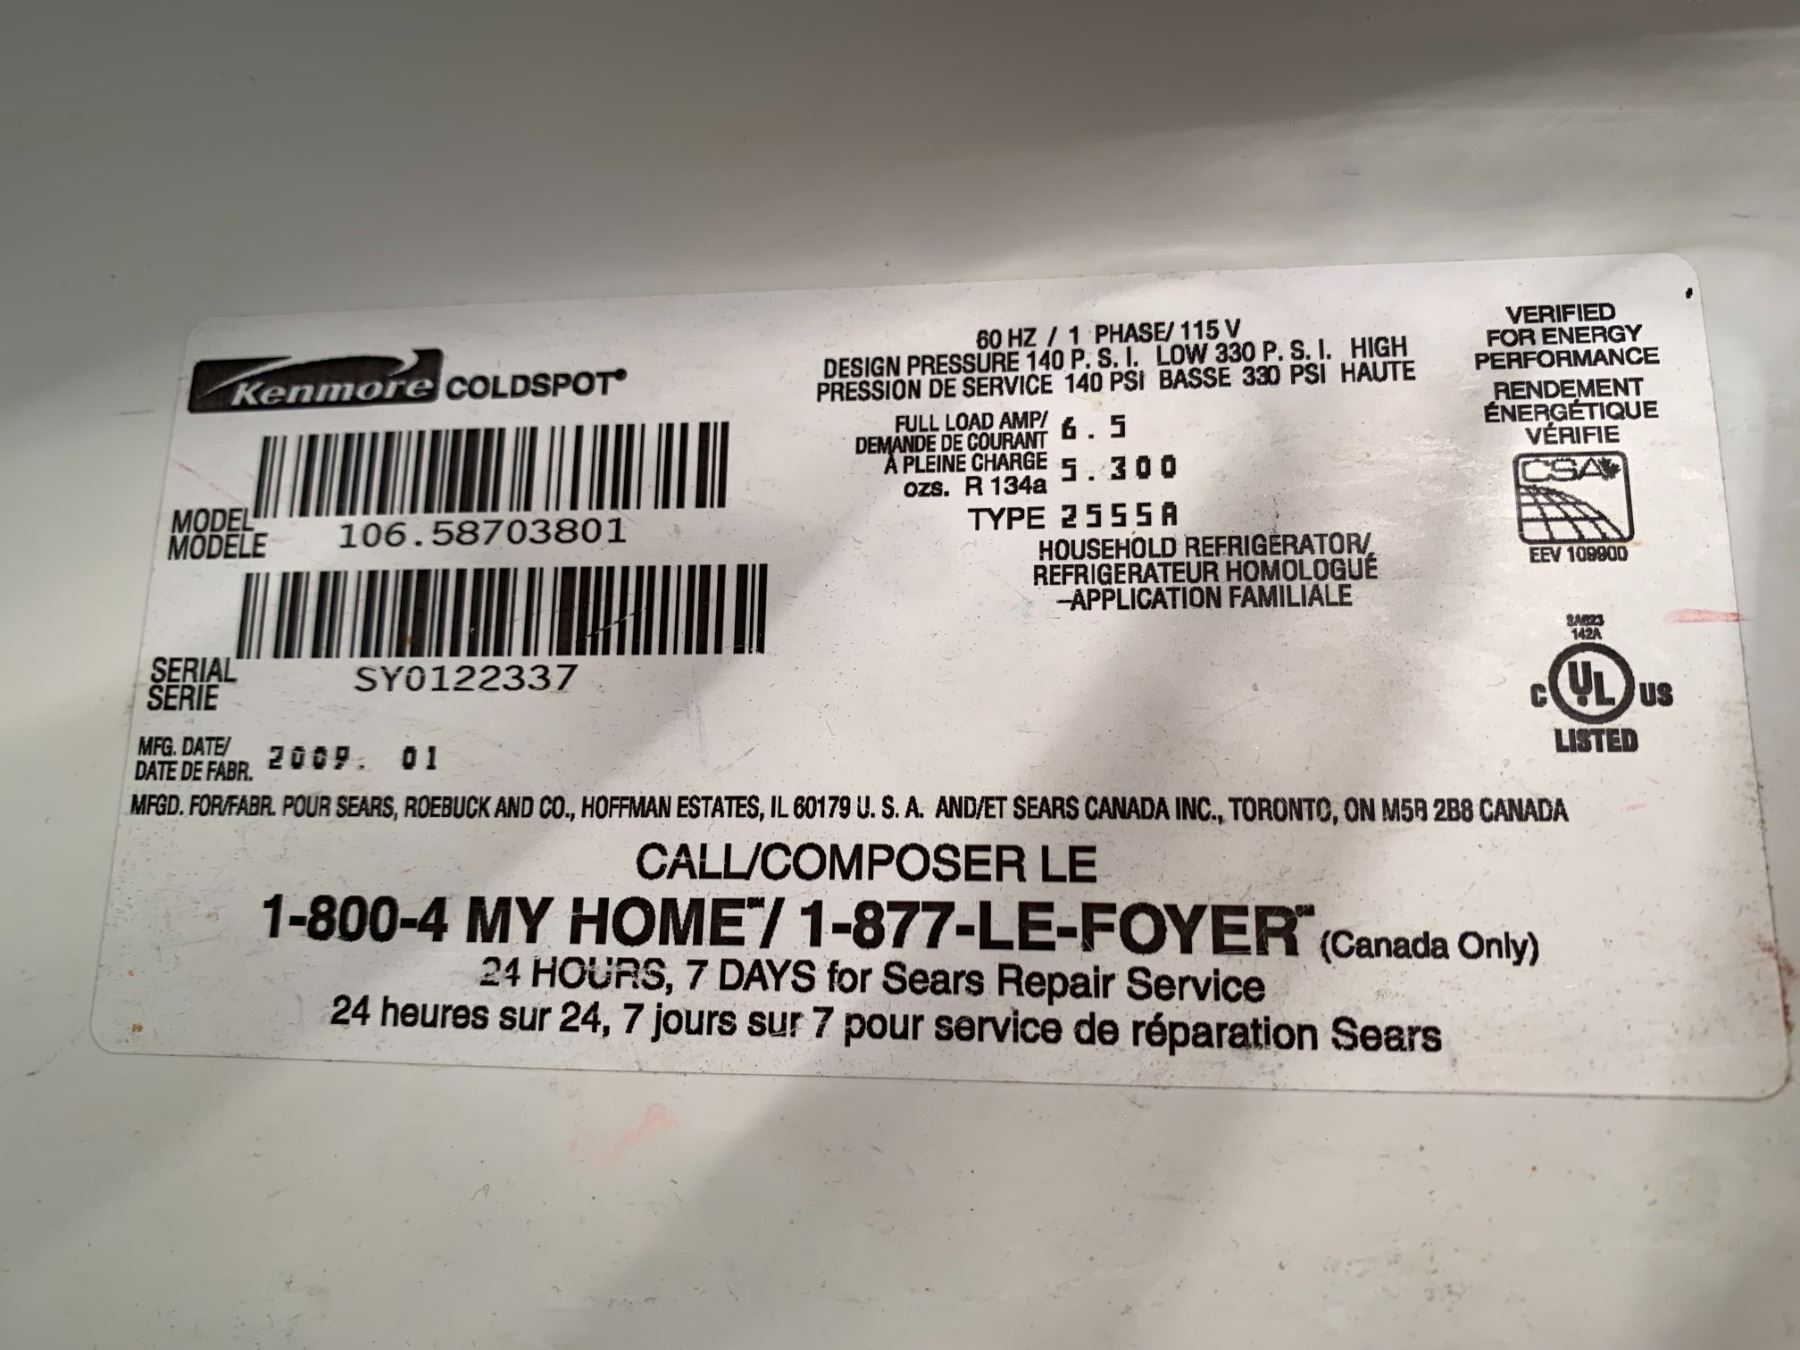 Kenmore COLDSPOT®
MODEL
MODÈLE
106.58703801
SERIAL
SERIE
SY0122337
MFG. DATE/
DATE DE FABR.
2009. 01
60 HZ / 1 PHASE/ 115 V
DESIGN PRESSURE 140 P. S. I. LOW 330 P. S. I. HIGH
PRESSION DE SERVICE 140 PSI BASSE 330 PSI HAUTE
FULL LOAD AMP/
DEMANDE DE COURANT
À PLEINE CHARGE
6.5
OZS. R 134a 5.300
TYPE 2555A
HOUSEHOLD REFRIGERATOR/
REFRIGERATEUR HOMOLOGUÉ
–APPLICATION FAMILIALE
VERIFIED
FOR ENERGY
PERFORMANCE
RENDEMENT
ÉNERGÉTIQUE
VÉRIFIE
CSA
EEV 109900
SA623
142A
C UL US
LISTED
MFGD. FOR/FABR. POUR SEARS, ROEBUCK AND CO., HOFFMAN ESTATES, IL 60179 U. S. A. AND/ET SEARS CANADA INC., TORONTO, ON M5B 2B8 CANADA
CALL/COMPOSER LE
1-800-4 MY HOME℠/ 1-877-LE-FOYER℠ (Canada Only)
24 HOURS, 7 DAYS for Sears Repair Service
24 heures sur 24, 7 jours sur 7 pour service de réparation Sears